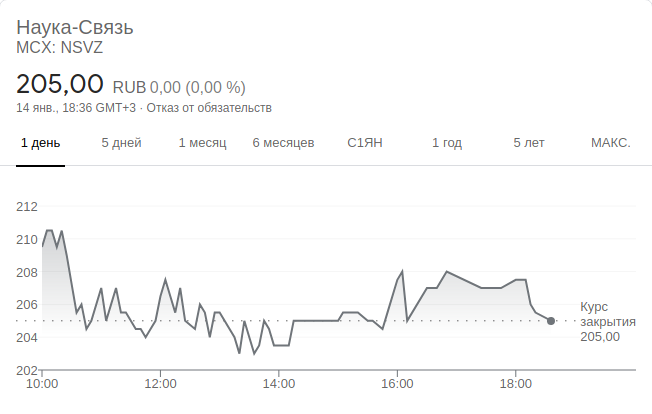 Наука-Связь
MCX: NSVZ
205,00 RUB 0,00 (0,00 %)
14 янв., 18:36 GMT+3 · Отказ от обязательств
1 день 5 дней 1 месяц 6 месяцев С1ЯН 1 год 5 лет МАКС.
212
210
208
206
204
202
Курс
закрытия
205,00
10:00 12:00 14:00 16:00 18:00